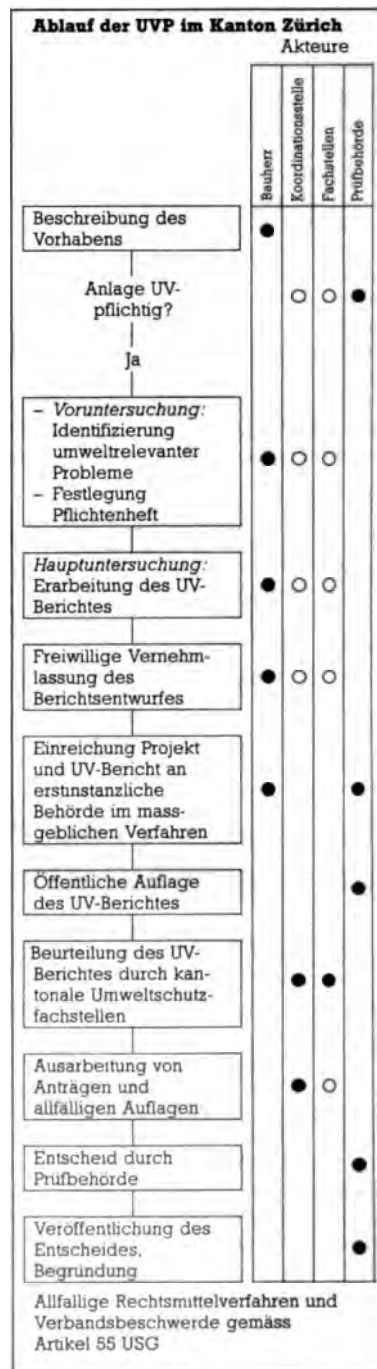 Ablauf der UVP im Kanton Zürich
Akteure
Bauherr
Koordinationsstelle
Fachstellen
Prüfbehörde
Beschreibung des
Vorhabens
Anlage UV-
pflichtig?
Ja
– Voruntersuchung:
Identifizierung
umweltrelevanter
Probleme
– Festlegung
Pflichtenheft
Hauptuntersuchung:
Erarbeitung des UV-
Berichtes
Freiwillige Vernehm-
lassung des
Berichtsentwurfes
Einreichung Projekt
und UV-Bericht an
erstinstanzliche
Behörde im mass-
geblichen Verfahren
Öffentliche Auflage
des UV-Berichtes
Beurteilung des UV-
Berichtes durch kan-
tonale Umweltschutz-
fachstellen
Ausarbeitung von
Anträgen und
allfälligen Auflagen
Entscheid durch
Prüfbehörde
Veröffentlichung des
Entscheides,
Begründung
Allfallige Rechtsmittelverfahren und
Verbandsbeschwerde gemäss
Artikel 55 USG